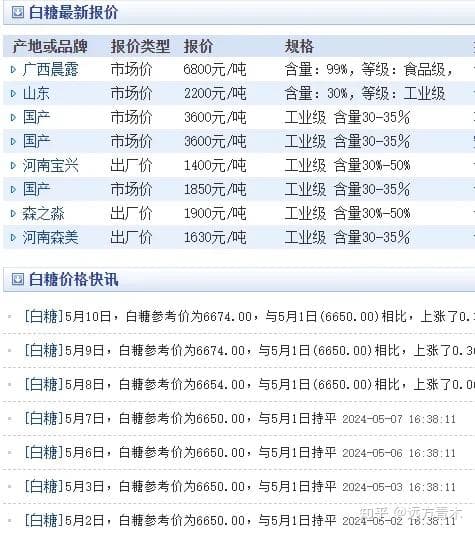 白糖最新报价
产地或品牌 报价类型 报价 规格
广西晨露 市场价 6800元/吨 含量：99%，等级：食品级，
山东 市场价 2200元/吨 含量：30%，等级：工业级
国产 市场价 3600元/吨 工业级 含量30-35%
国产 市场价 3600元/吨 工业级 含量30-35%
河南宝兴 出厂价 1400元/吨 工业级 含量30%-50%
国产 市场价 1850元/吨 工业级 含量30-35%
森之淼 出厂价 1900元/吨 工业级 含量30%-50%
河南森美 出厂价 1630元/吨 工业级 含量30-35%
白糖价格快讯
[白糖]5月10日，白糖参考价为6674.00，与5月1日(6650.00)相比，上涨了0.
[白糖]5月9日，白糖参考价为6674.00，与5月1日(6650.00)相比，上涨了0.3
[白糖]5月8日，白糖参考价为6654.00，与5月1日(6650.00)相比，上涨了0.0
[白糖]5月7日，白糖参考价为6650.00，与5月1日持平 2024-05-07 16:38:11
[白糖]5月6日，白糖参考价为6650.00，与5月1日持平 2024-05-06 16:38:11
[白糖]5月3日，白糖参考价为6650.00，与5月1日持平 2024-05-03 16:38:11
[白糖]5月2日，白糖参考价为6650.00，与5月1日持平 2024-05-02 16:38:11
知乎 @远方青木